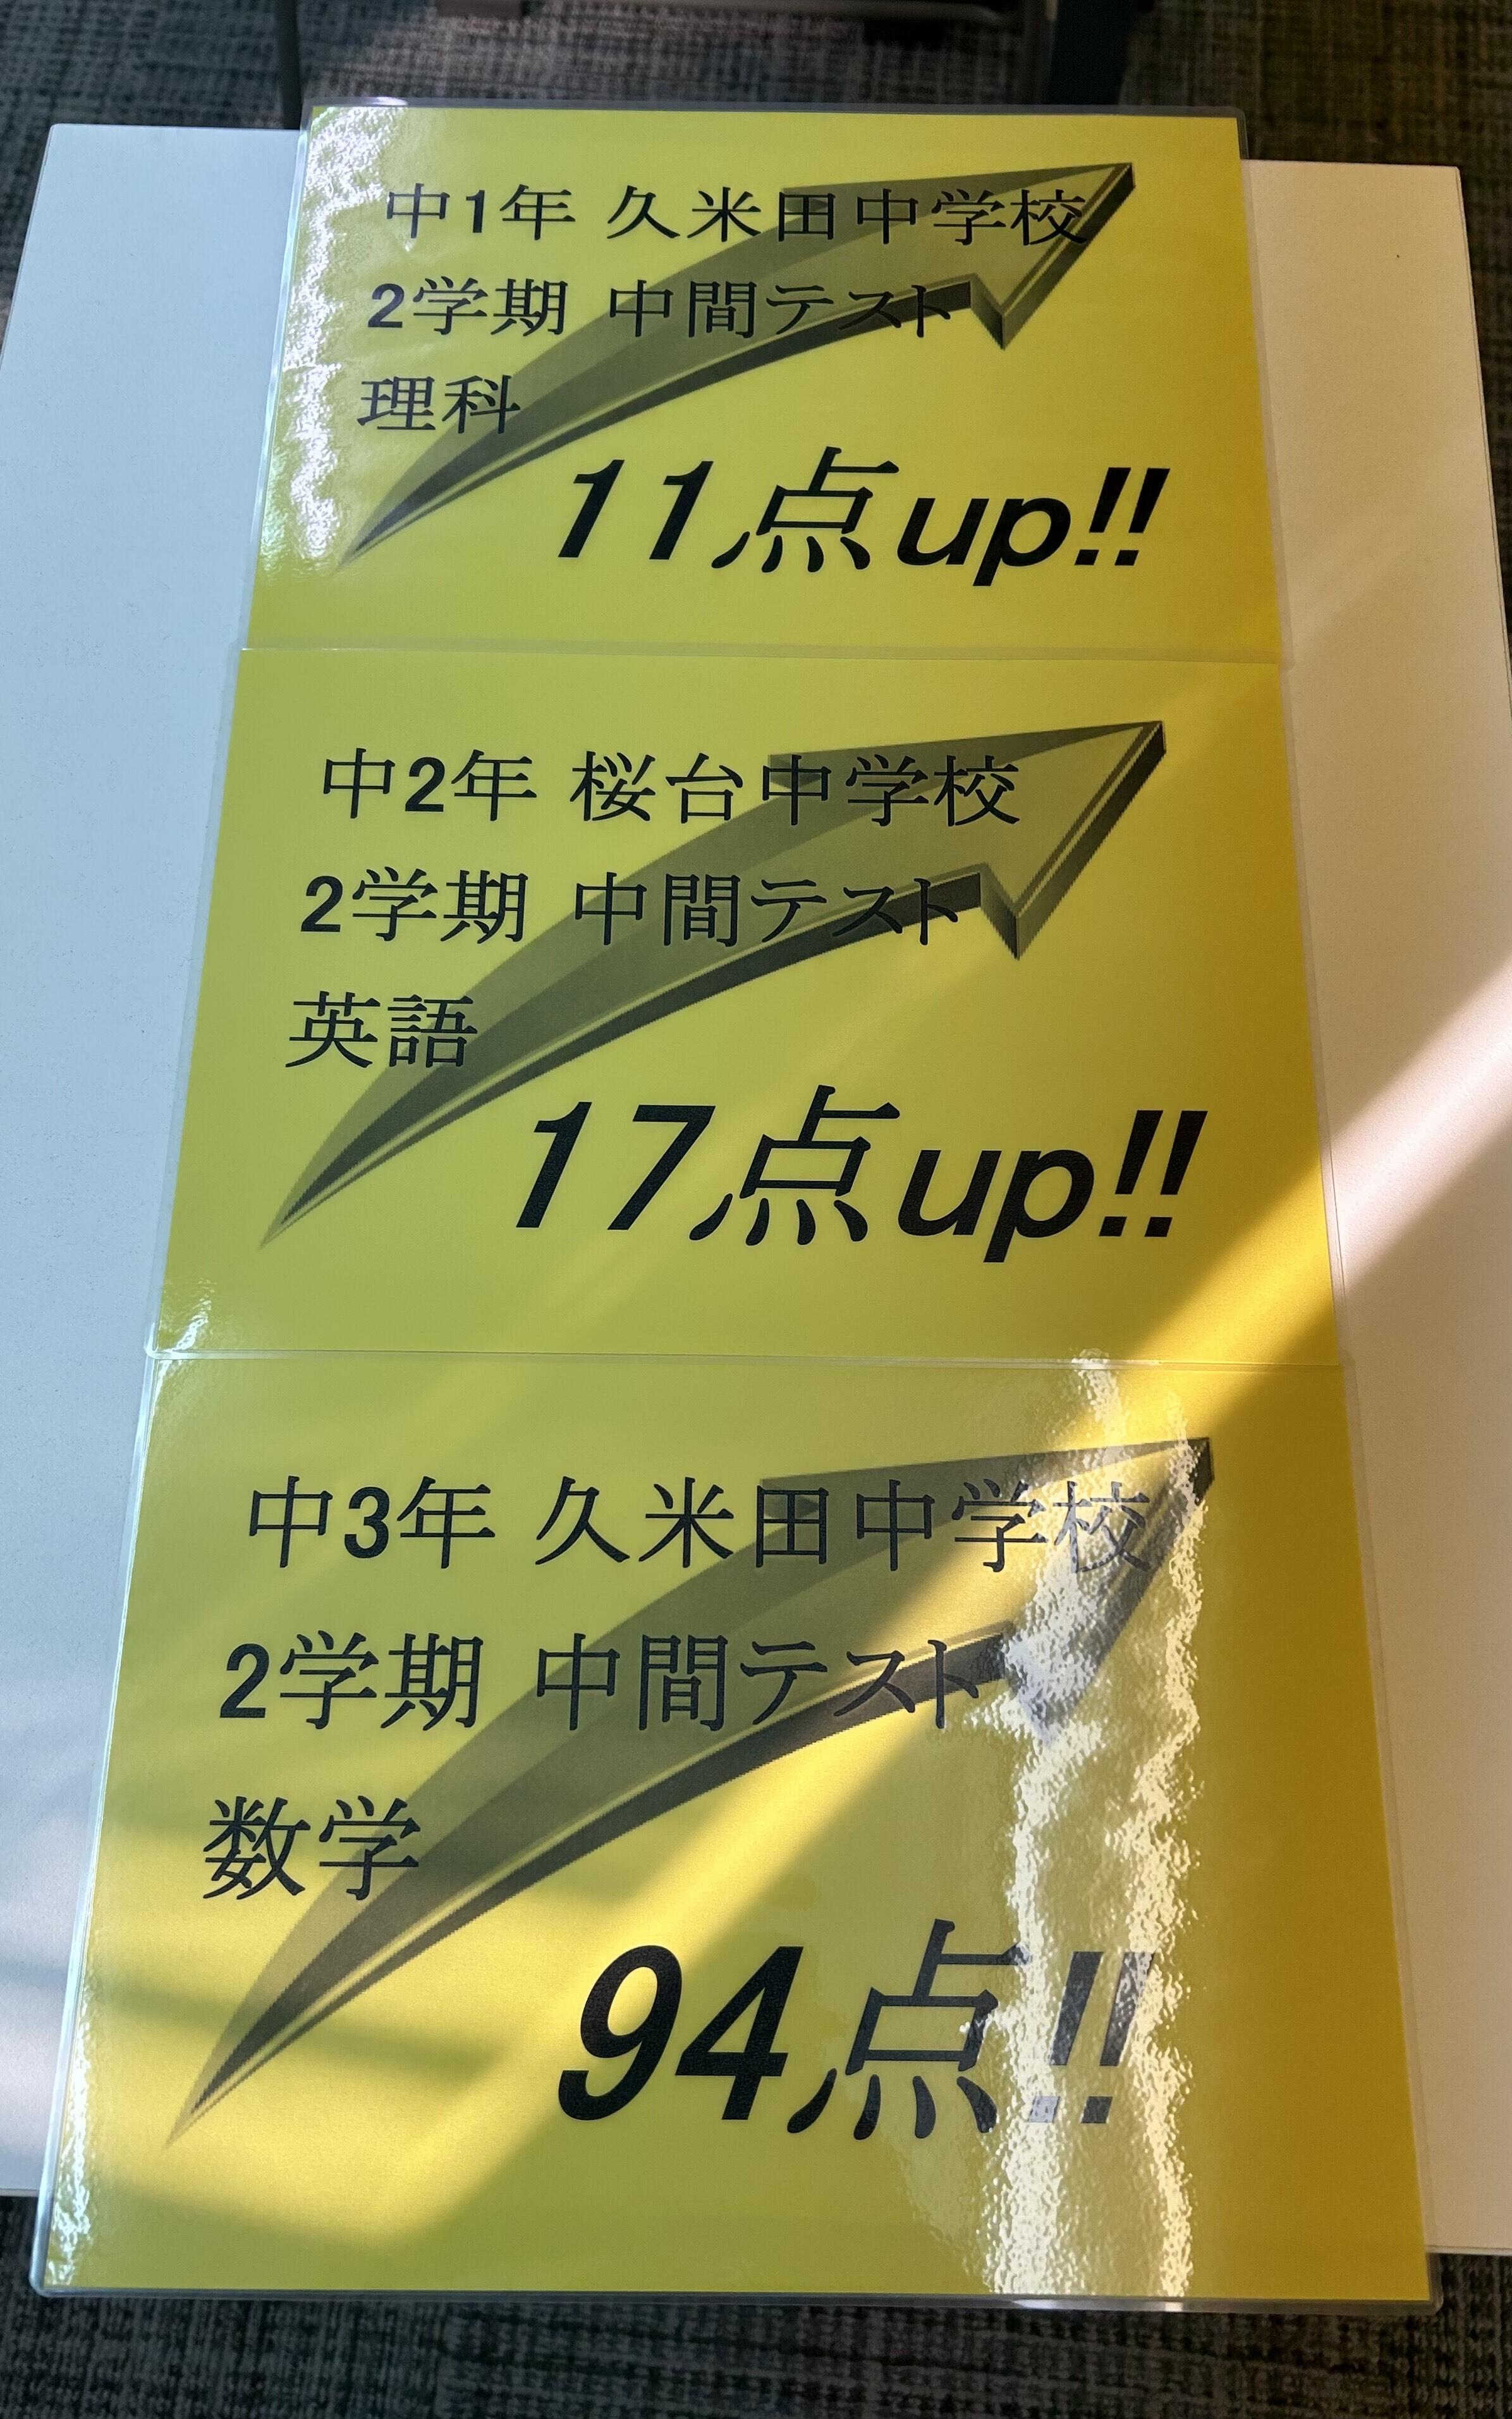 中1年 久米田中学校
2学期 中間テスト
理科
11点up!!
中2年 桜台中学校
2学期 中間テスト
英語
17点up!!
中3年 久米田中学校
2学期 中間テスト
数学
94点!!